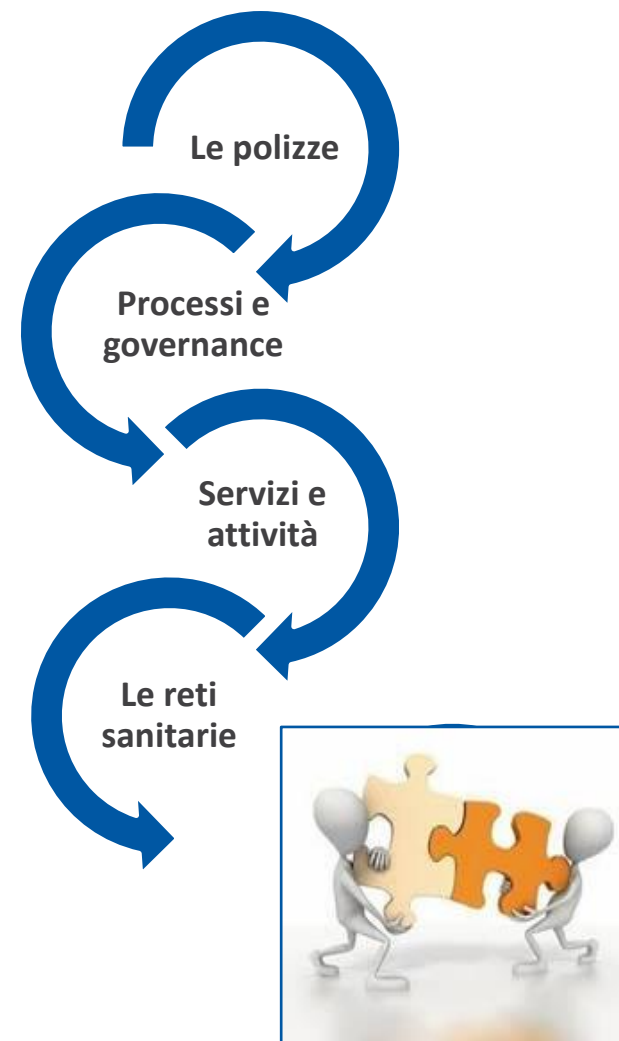 Le polizze
Processi e
governance
Servizi e
attività
Le reti
sanitarie